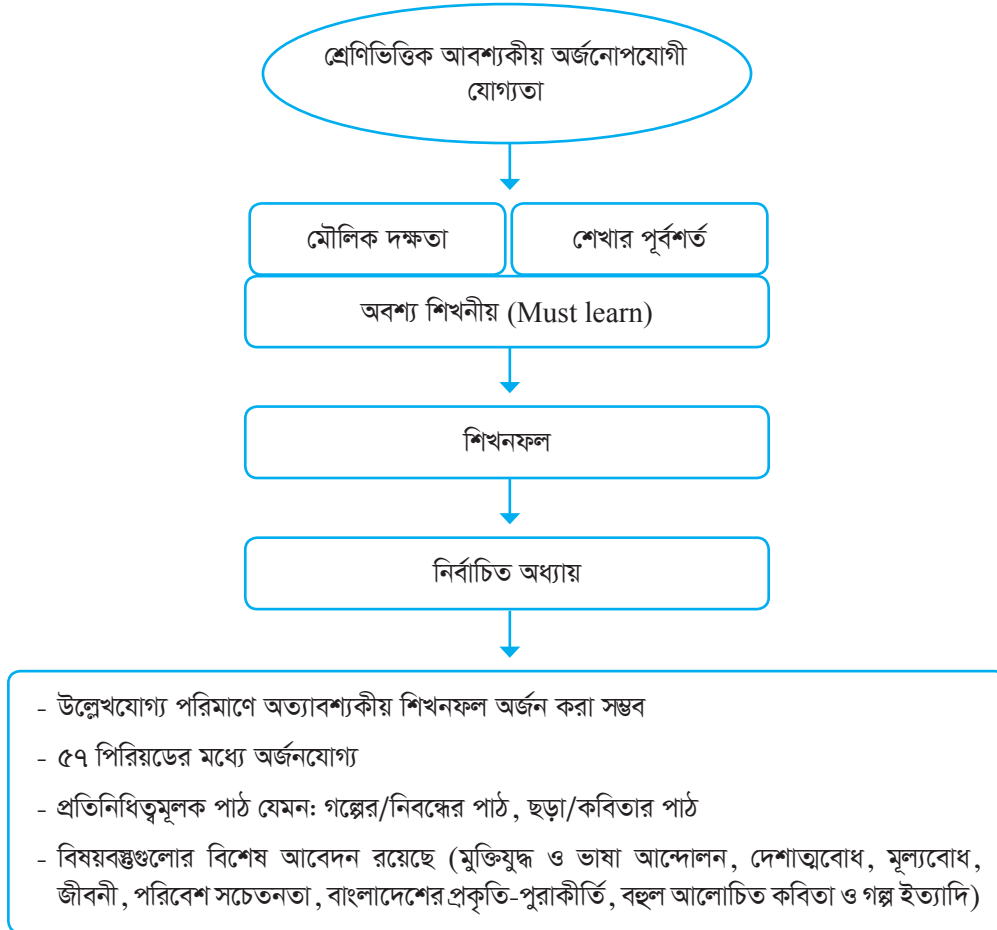 শ্রেণিভিত্তিক আবশ্যকীয় অর্জনোপযোগী
যোগ্যতা
মৌলিক দক্ষতা
শেখার পূর্বশর্ত
অবশ্য শিখনীয় (Must learn)
শিখনফল
নির্বাচিত অধ্যায়
- উল্লেখযোগ্য পরিমাণে অত্যাবশ্যকীয় শিখনফল অর্জন করা সম্ভব
- ৫৭ পিরিয়ডের মধ্যে অর্জনযোগ্য
- প্রতিনিধিত্বমূলক পাঠ যেমন: গল্পের/নিবন্ধের পাঠ, ছড়া/কবিতার পাঠ
- বিষয়বস্তুগুলোর বিশেষ আবেদন রয়েছে (মুক্তিযুদ্ধ ও ভাষা আন্দোলন, দেশাত্মবোধ, মূল্যবোধ,
জীবনী, পরিবেশ সচেতনতা, বাংলাদেশের প্রকৃতি-পুরাকীর্তি, বহুল আলোচিত কবিতা ও গল্প ইত্যাদি)